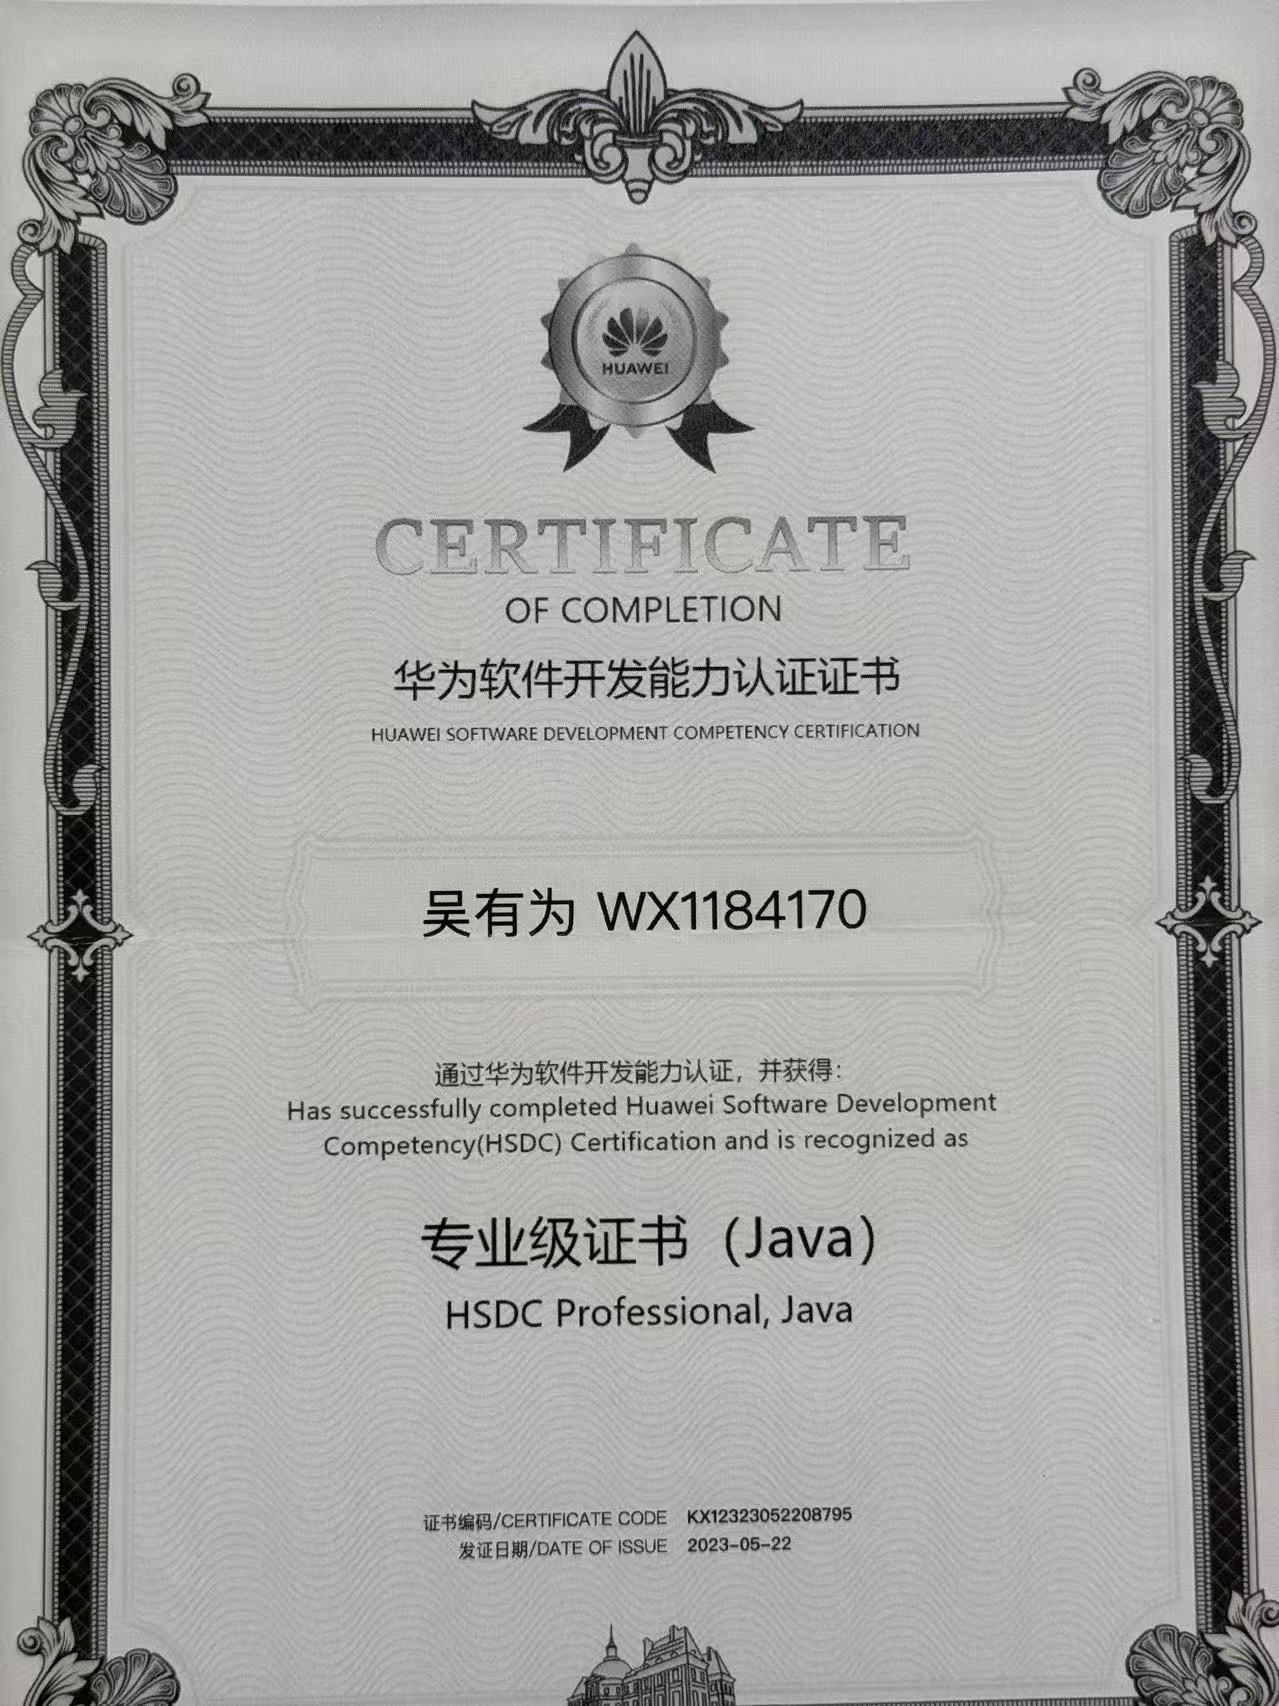 HUAWEI
CERTIFICATE
OF COMPLETION
华为软件开发能力认证证书
HUAWEI SOFTWARE DEVELOPMENT COMPETENCY CERTIFICATION
吴有为 WX1184170
通过华为软件开发能力认证，并获得：
Has successfully completed Huawei Software Development
Competency(HSDC) Certification and is recognized as
专业级证书（Java）
HSDC Professional, Java
证书编码/CERTIFICATE CODE KX12323052208795
发证日期/DATE OF ISSUE 2023-05-22